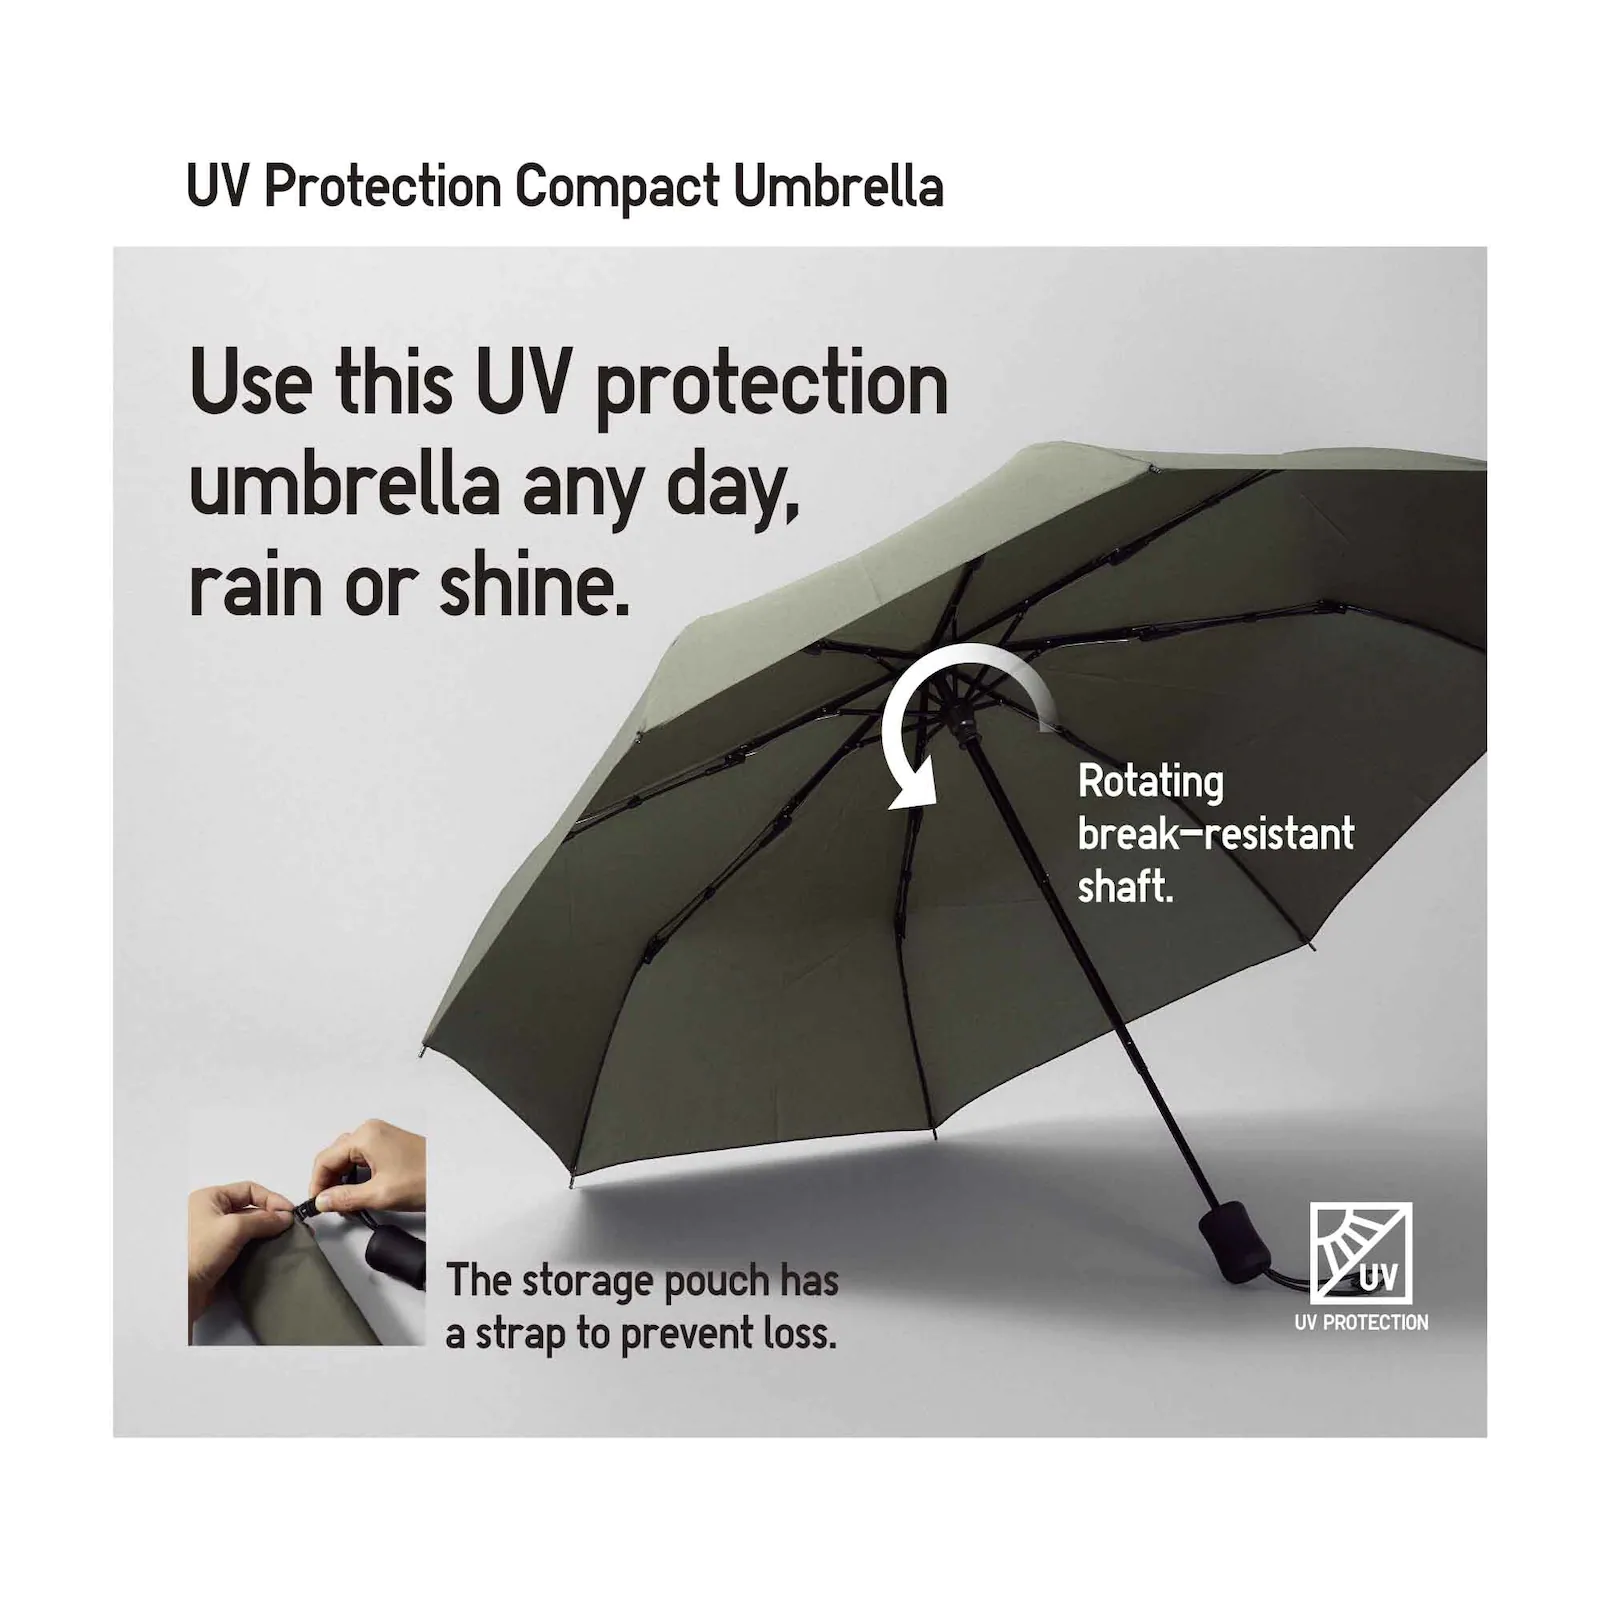 UV Protection Compact Umbrella
Use this UV protection
umbrella any day,
rain or shine.
Rotating
break-resistant
shaft.
The storage pouch has
a strap to prevent loss.
UV
UV PROTECTION